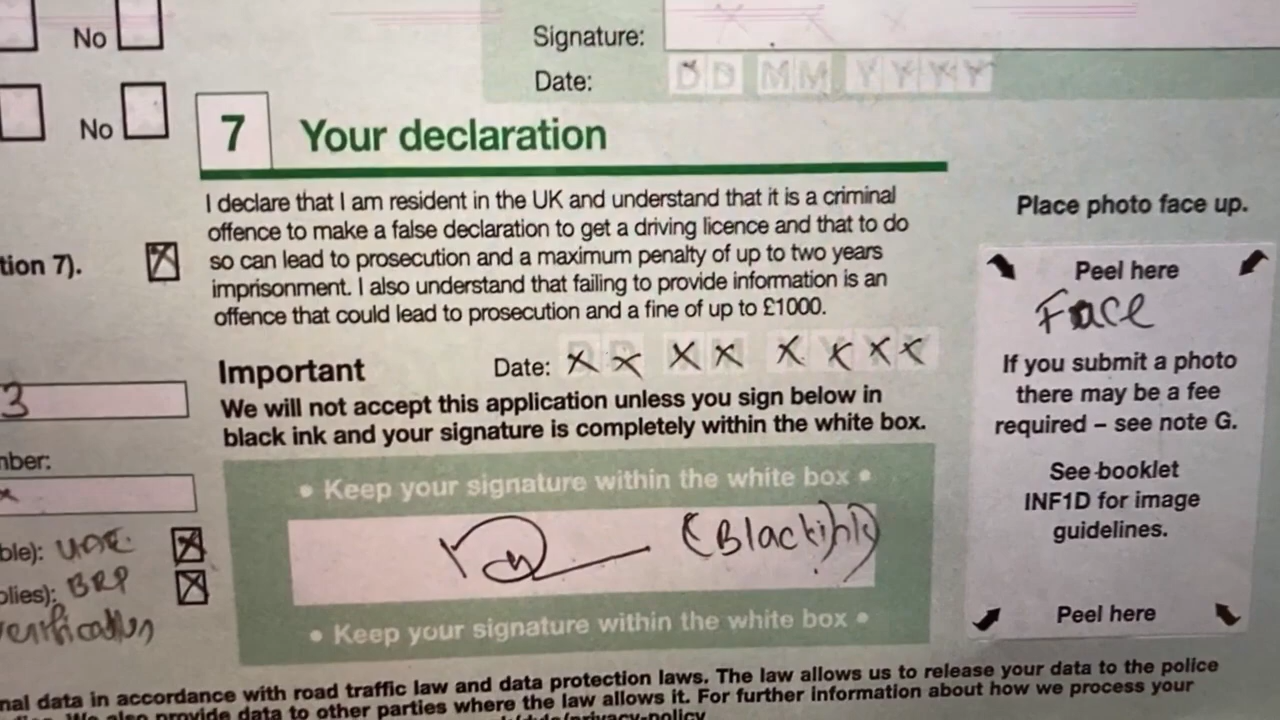 No
Signature:
Date: DD MM YYYY
No
7 Your declaration
I declare that I am resident in the UK and understand that it is a criminal
offence to make a false declaration to get a driving licence and that to do
so can lead to prosecution and a maximum penalty of up to two years
imprisonment. I also understand that failing to provide information is an
offence that could lead to prosecution and a fine of up to £1000.
tion 7). X
Important
Date: X X X X X X X X
We will not accept this application unless you sign below in
black ink and your signature is completely within the white box.
3
mber:
x
ble): UAE X
plies): BRP X
verification
• Keep your signature within the white box •
(Black ink)
• Keep your signature within the white box •
Place photo face up.
Peel here
Face
If you submit a photo
there may be a fee
required – see note G.
See booklet
INF1D for image
guidelines.
Peel here
nal data in accordance with road traffic law and data protection laws. The law allows us to release your data to the police
We also provide data to other parties where the law allows it. For further information about how we process your
privacy-policy